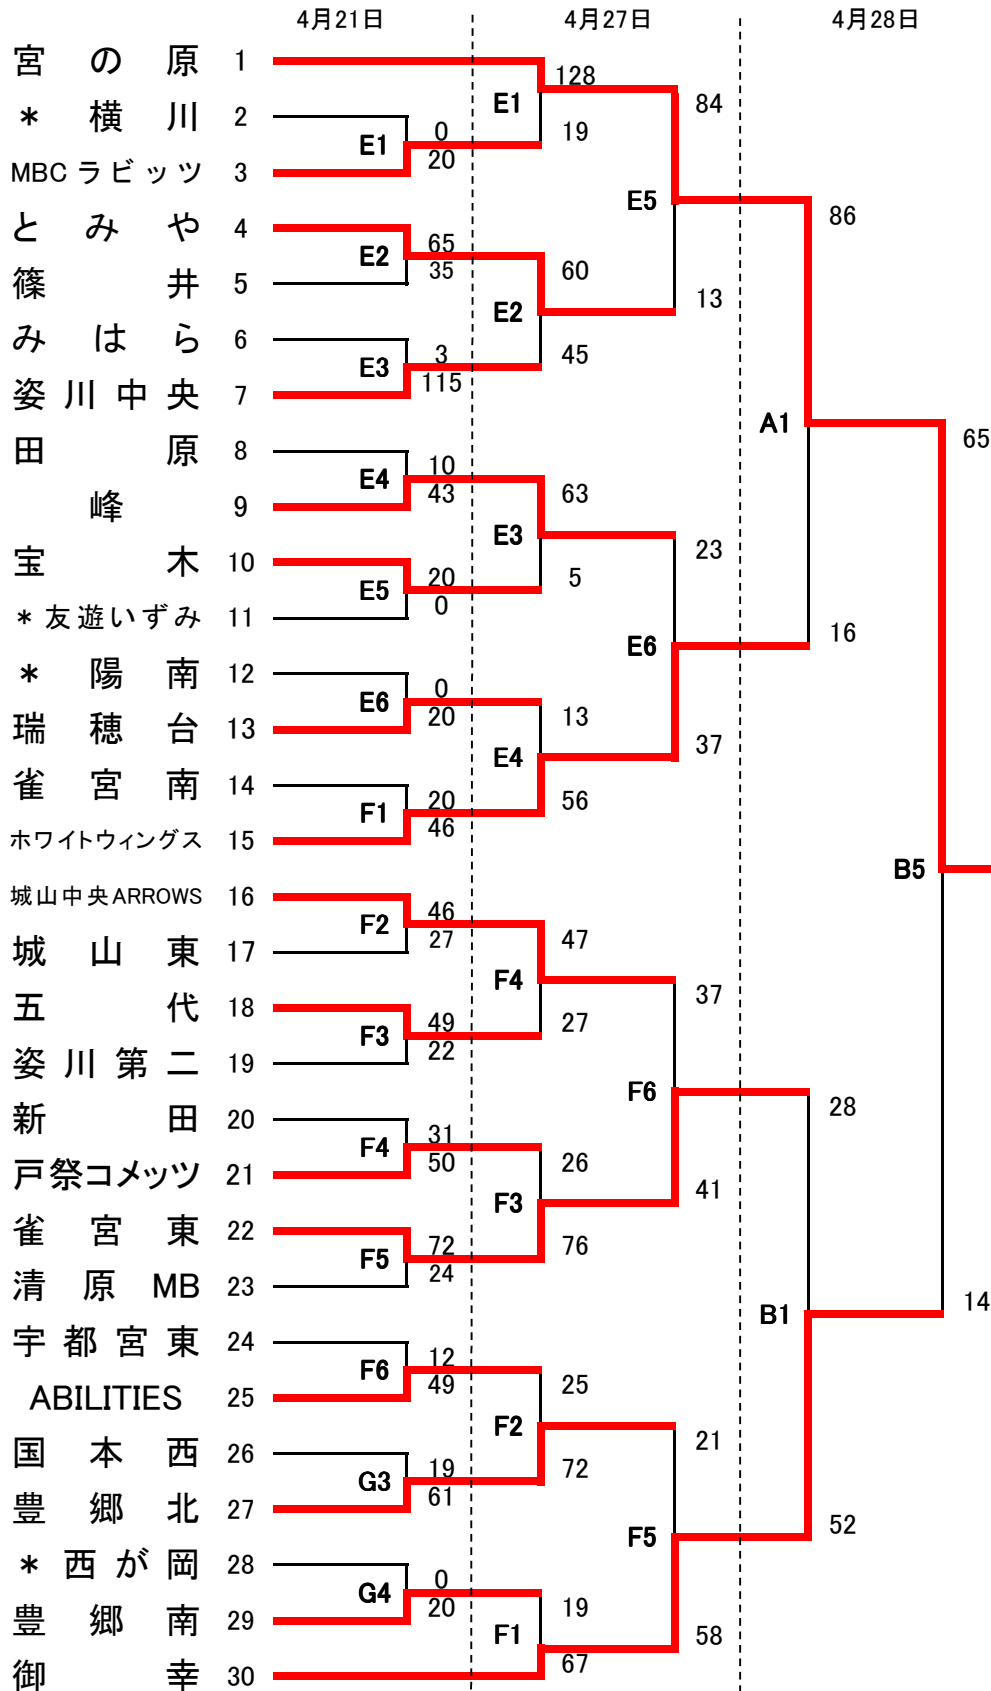 4月21日 4月27日 4月28日
宮の原 1
128
E1 84
* 横川 2
0 19
E1
20
MBCラビッツ 3
E5 86
とみや 4
65
E2 60
35
篠井 5
E2 13
みはら 6
3 45
E3
115
姿川中央 7
A1 65
田原 8
10
E4 63
43
峰 9
E3 23
宝木 10
20 5
E5
0
*友遊いずみ 11
E6 16
* 陽南 12
0
E6 13
20
瑞穂台 13
E4 37
雀宮南 14
20 56
F1
46
ホワイトウィングス 15
B5
城山中央ARROWS 16
46
F2 47
27
城山東 17
F4 37
五代 18
49 27
F3
22
姿川第二 19
F6 28
新田 20
31
F4 26
50
戸祭コメッツ 21
F3 41
雀宮東 22
72 76
F5
24
清原MB 23
B1 14
宇都宮東 24
12
F6 25
49
ABILITIES 25
F2 21
国本西 26
19 72
G3
61
豊郷北 27
F5 52
* 西が岡 28
0
G4 19
20
豊郷南 29
F1 58
67
御幸 30